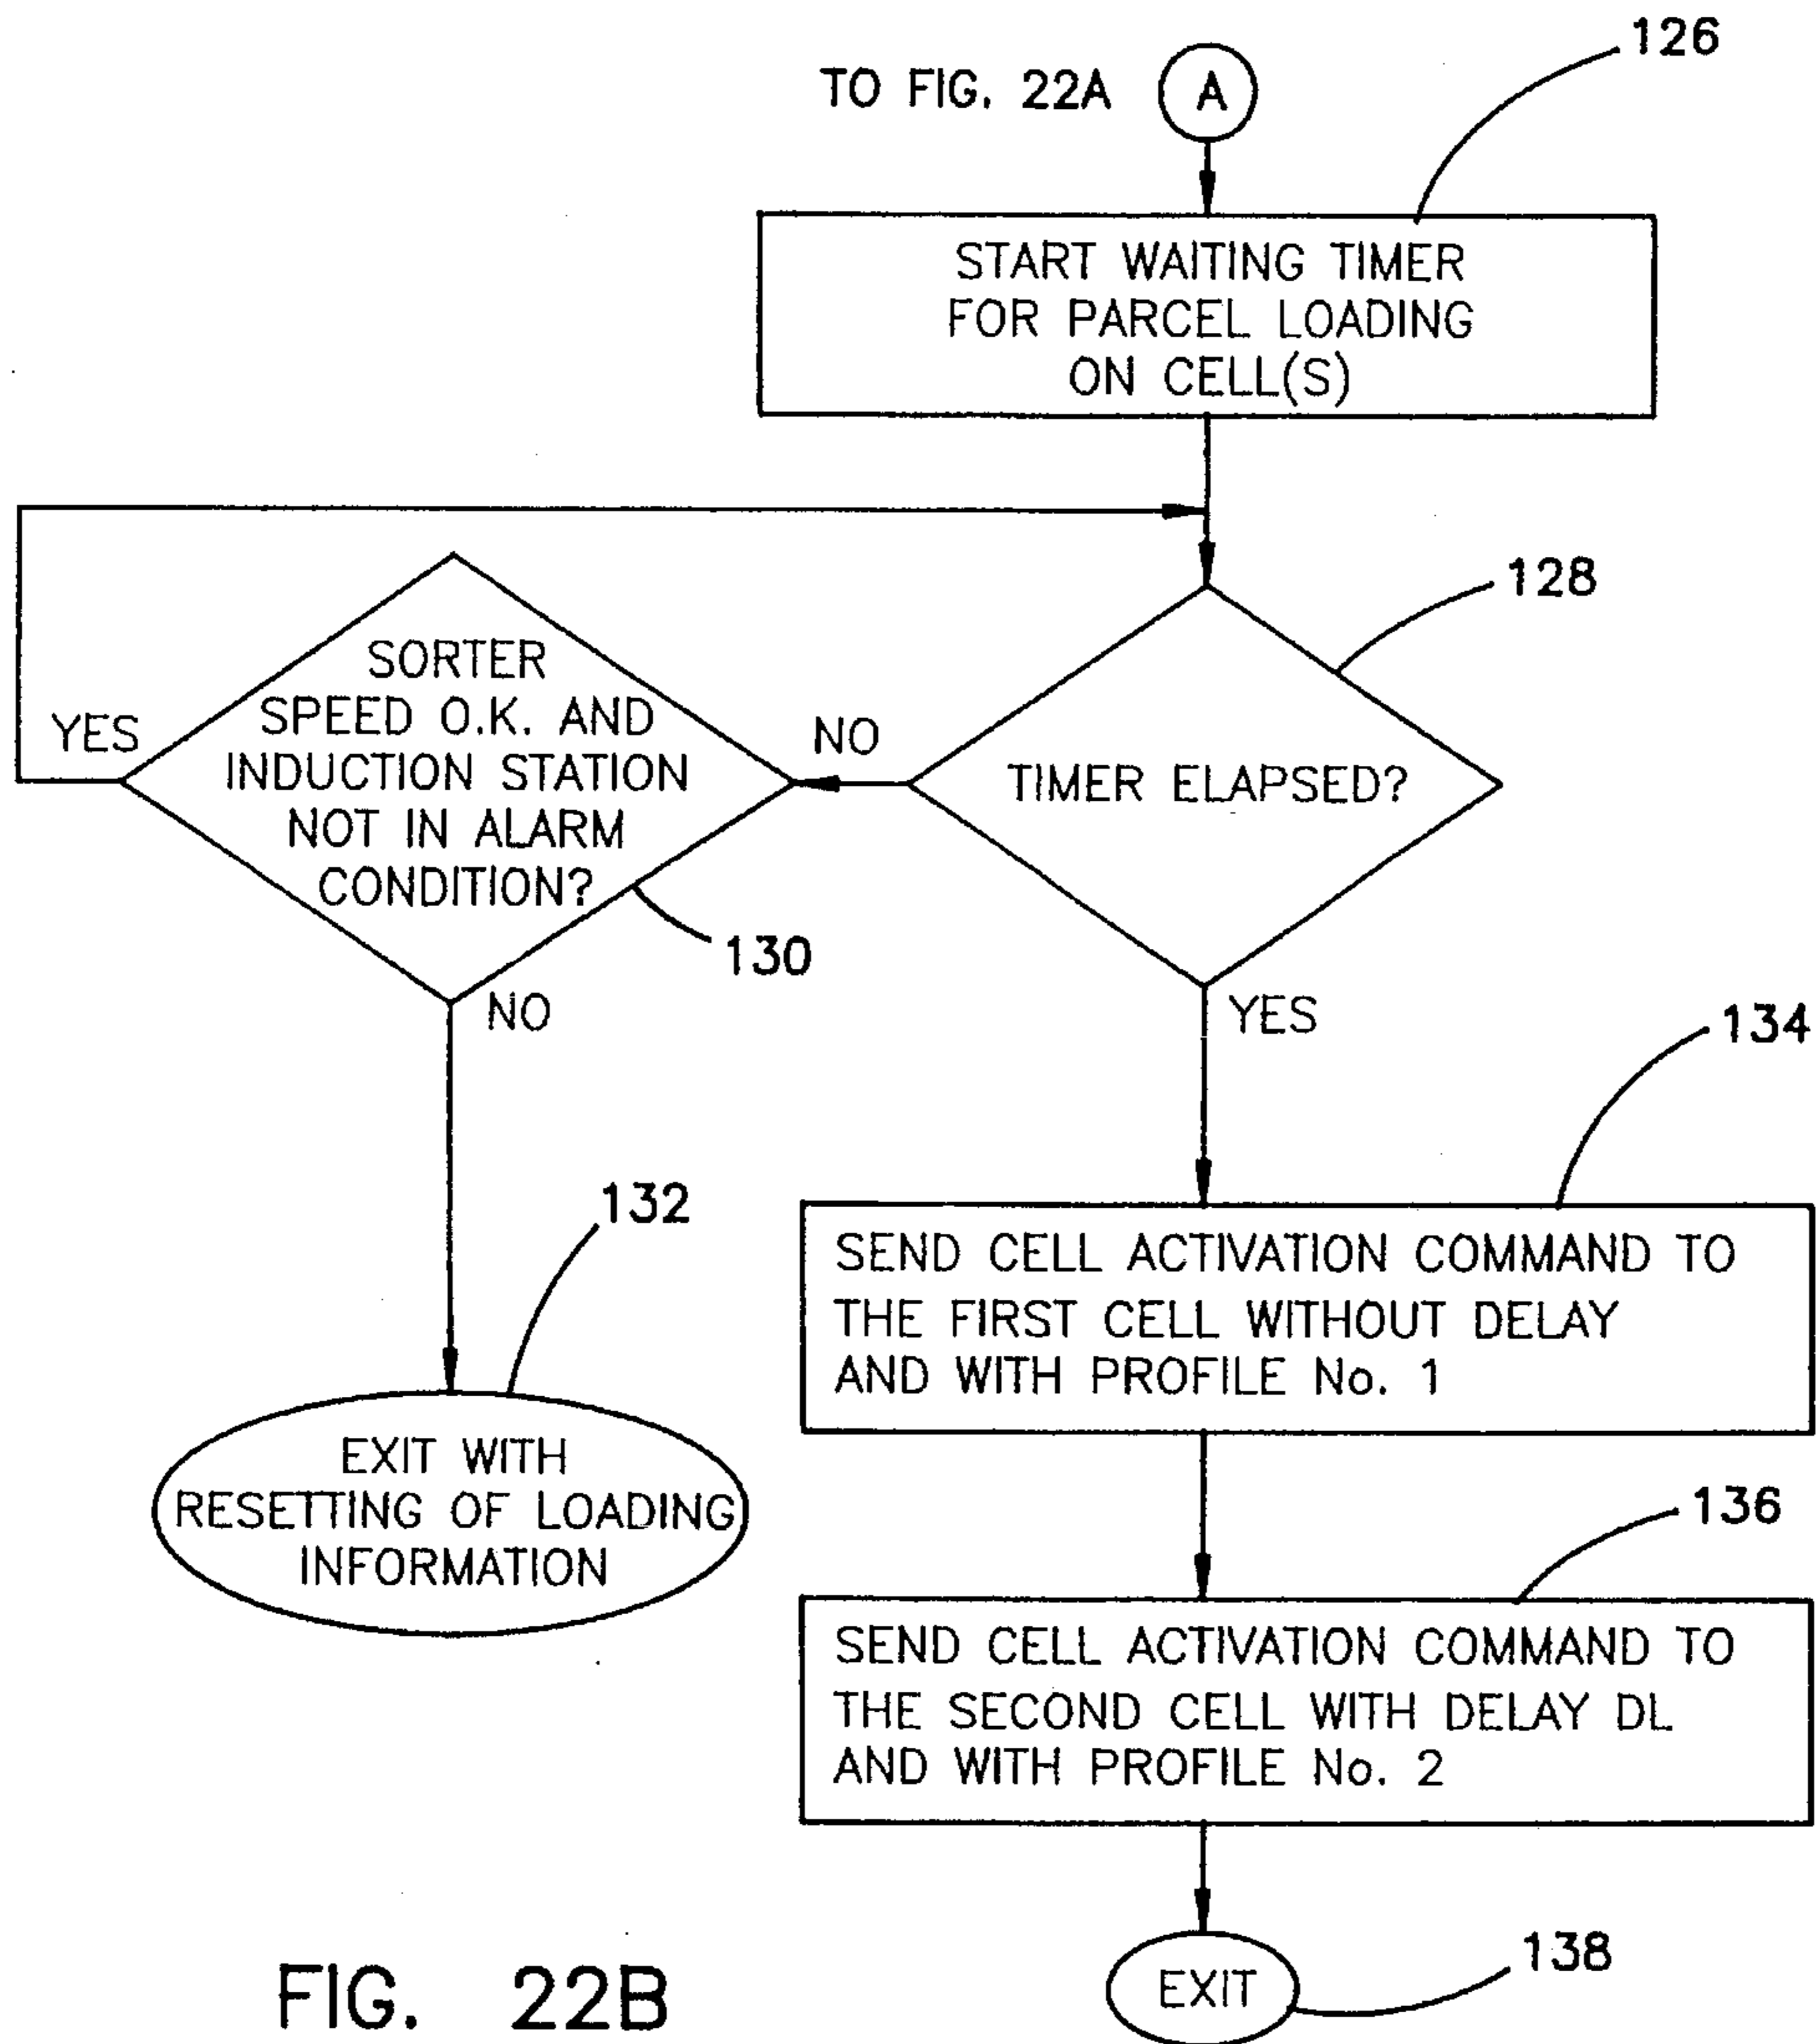 126
TO FIG. 22A
A
START WAITING TIMER
FOR PARCEL LOADING
ON CELL(S)
128
SORTER
SPEED O.K. AND
INDUCTION STATION
NOT IN ALARM
CONDITION?
YES
NO
TIMER ELAPSED?
130
NO
YES
134
132
SEND CELL ACTIVATION COMMAND TO
THE FIRST CELL WITHOUT DELAY
AND WITH PROFILE No. 1
EXIT WITH
RESETTING OF LOADING
INFORMATION
136
SEND CELL ACTIVATION COMMAND TO
THE SECOND CELL WITH DELAY DL
AND WITH PROFILE No. 2
138
EXIT
FIG. 22B